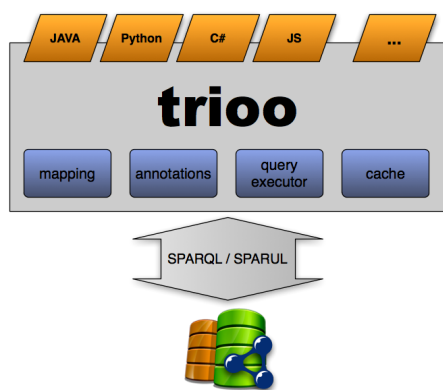 JAVA Python C# JS ...
trioo
mapping annotations query executor cache
SPARQL / SPARUL